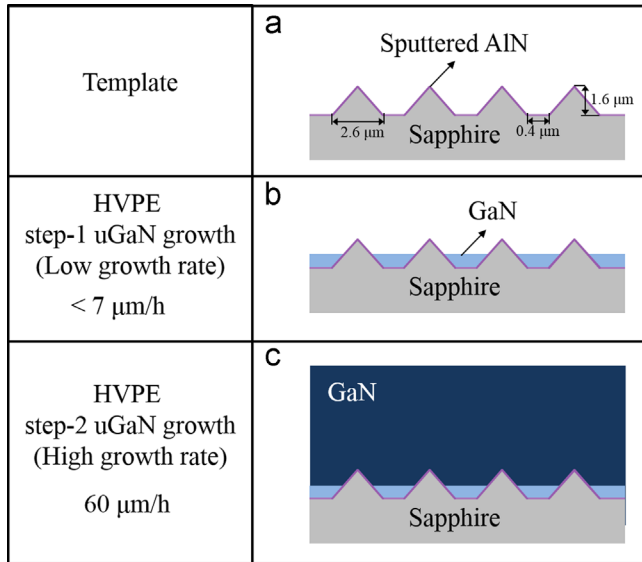 Template
a
Sputtered AlN
1.6 μm
2.6 μm
0.4 μm
Sapphire
HVPE
step-1 uGaN growth
(Low growth rate)
< 7 μm/h
b
GaN
Sapphire
HVPE
step-2 uGaN growth
(High growth rate)
60 μm/h
c
GaN
Sapphire